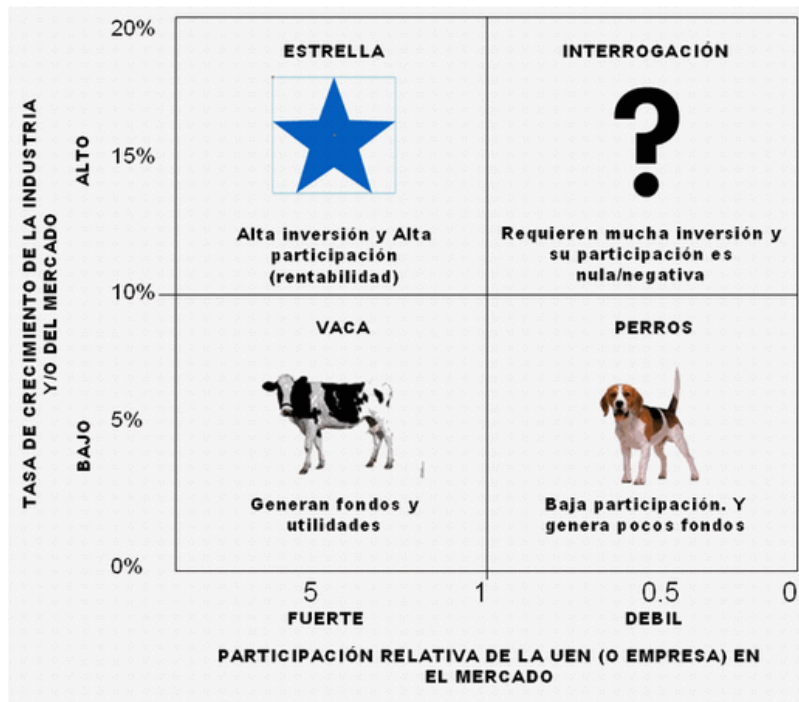 TASA DE CRECIMIENTO DE LA INDUSTRIA
Y/O DEL MERCADO
ALTO
BAJO
20%
15%
10%
5%
0%
ESTRELLA
Alta inversión y Alta
participación
(rentabilidad)
INTERROGACIÓN
?
Requieren mucha inversión y
su participación es
nula/negativa
VACA
Generan fondos y
utilidades
PERROS
Baja participación. Y
genera pocos fondos
5
1
0.5
0
FUERTE
DEBIL
PARTICIPACIÓN RELATIVA DE LA UEN (O EMPRESA) EN
EL MERCADO